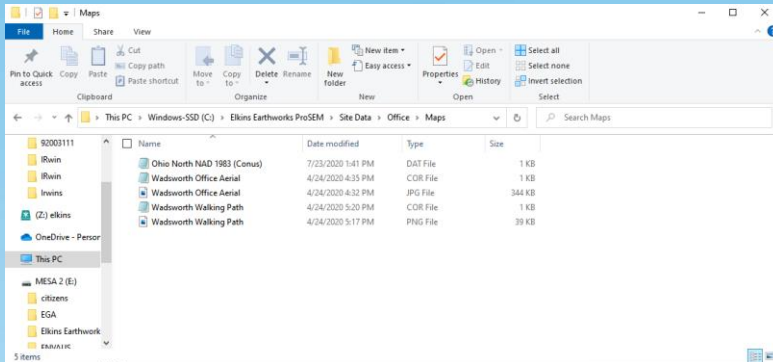 Maps
File Home Share View
Pin to Quick access
Copy
Paste
Cut
Copy path
Paste shortcut
Clipboard
Move to
Copy to
Delete
Rename
Organize
New folder
New item
Easy access
New
Properties
Open
Edit
History
Open
Select all
Select none
Invert selection
Select
This PC > Windows-SSD (C:) > Elkins Earthworks ProSEM > Site Data > Office > Maps
Search Maps
Name Date modified Type Size
Ohio North NAD 1983 (Conus) 7/23/2020 1:41 PM DAT File 1 KB
Wadsworth Office Aerial 4/24/2020 4:35 PM COR File 1 KB
Wadsworth Office Aerial 4/24/2020 4:32 PM JPG File 344 KB
Wadsworth Walking Path 4/24/2020 5:20 PM COR File 1 KB
Wadsworth Walking Path 4/24/2020 5:17 PM PNG File 39 KB
92003111
IRwin
IRwin
Irwins
(Z:) elkins
OneDrive - Person
This PC
MESA 2 (E:)
citizens
EGA
Elkins Earthwork
5 items